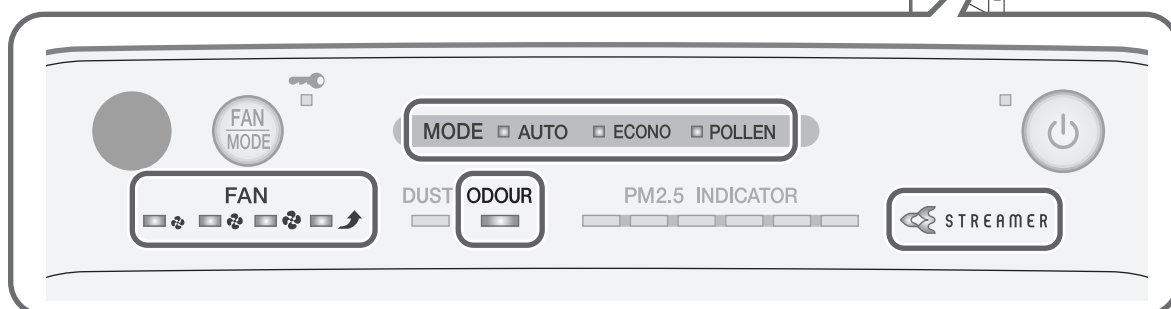 FAN
MODE
MODE AUTO ECONO POLLEN
FAN
DUST ODOUR PM2.5 INDICATOR
STREAMER